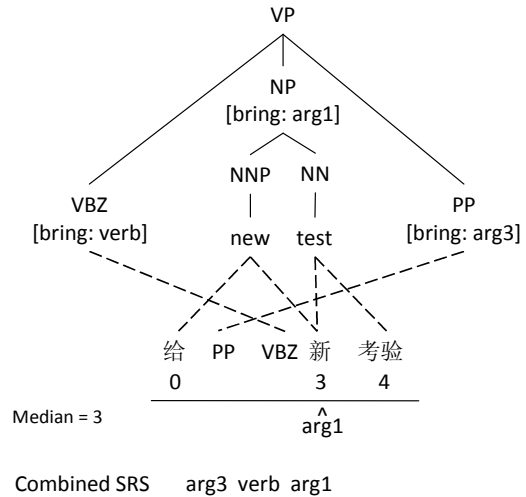 VP
NP
[bring: arg1]
NNP NN
VBZ PP
[bring: verb] new test [bring: arg3]
给 PP VBZ 新 考验
0 3 4
Median = 3 ^
arg1
Combined SRS arg3 verb arg1